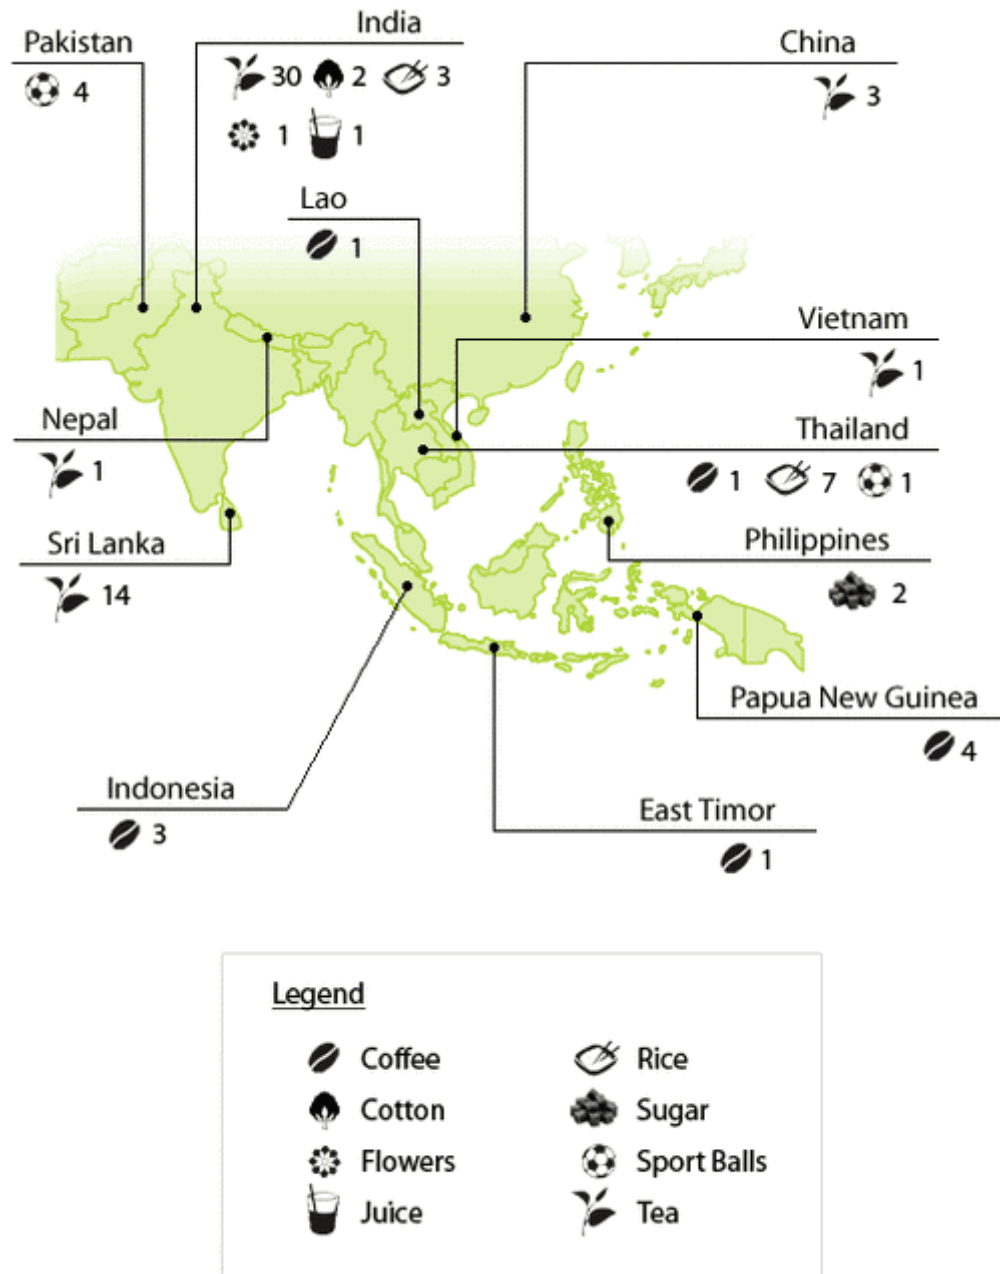 India
Pakistan
China
30 2 3
4
3
1 1
Lao
1
Vietnam
1
Nepal
Thailand
1
1 7 1
Sri Lanka
Philippines
14
2
Papua New Guinea
4
Indonesia
East Timor
3
1
Legend
Coffee Rice
Cotton Sugar
Flowers Sport Balls
Juice Tea